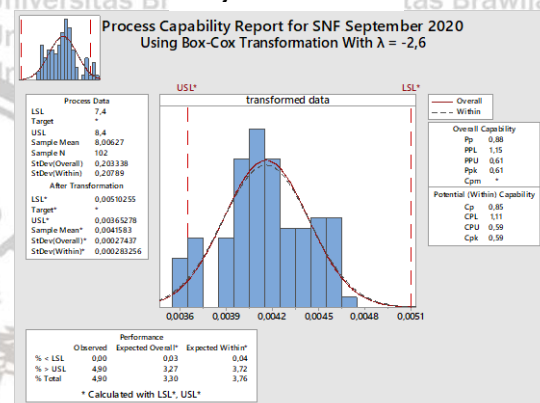 Process Capability Report for SNF September 2020
Using Box-Cox Transformation With λ = -2,6
USL* LSL*
transformed data
Process Data
LSL 7,4
Target *
USL 8,4
Sample Mean 8,00627
Sample N 102
StDev(Overall) 0,203338
StDev(Within) 0,20789
After Transformation
LSL* 0,00510255
Target* *
USL* 0,00365278
Sample Mean* 0,0041583
StDev(Overall)* 0,00027437
StDev(Within)* 0,000283256
Overall
Within
Overall Capability
Pp 0,88
PPL 1,15
PPU 0,61
Ppk 0,61
Cpm *
Potential (Within) Capability
Cp 0,85
CPL 1,11
CPU 0,59
Cpk 0,59
0,0036 0,0039 0,0042 0,0045 0,0048 0,0051
Performance
Observed Expected Overall* Expected Within*
% < LSL 0,00 0,03 0,04
% > USL 4,90 3,27 3,72
% Total 4,90 3,30 3,76
* Calculated with LSL*, USL*